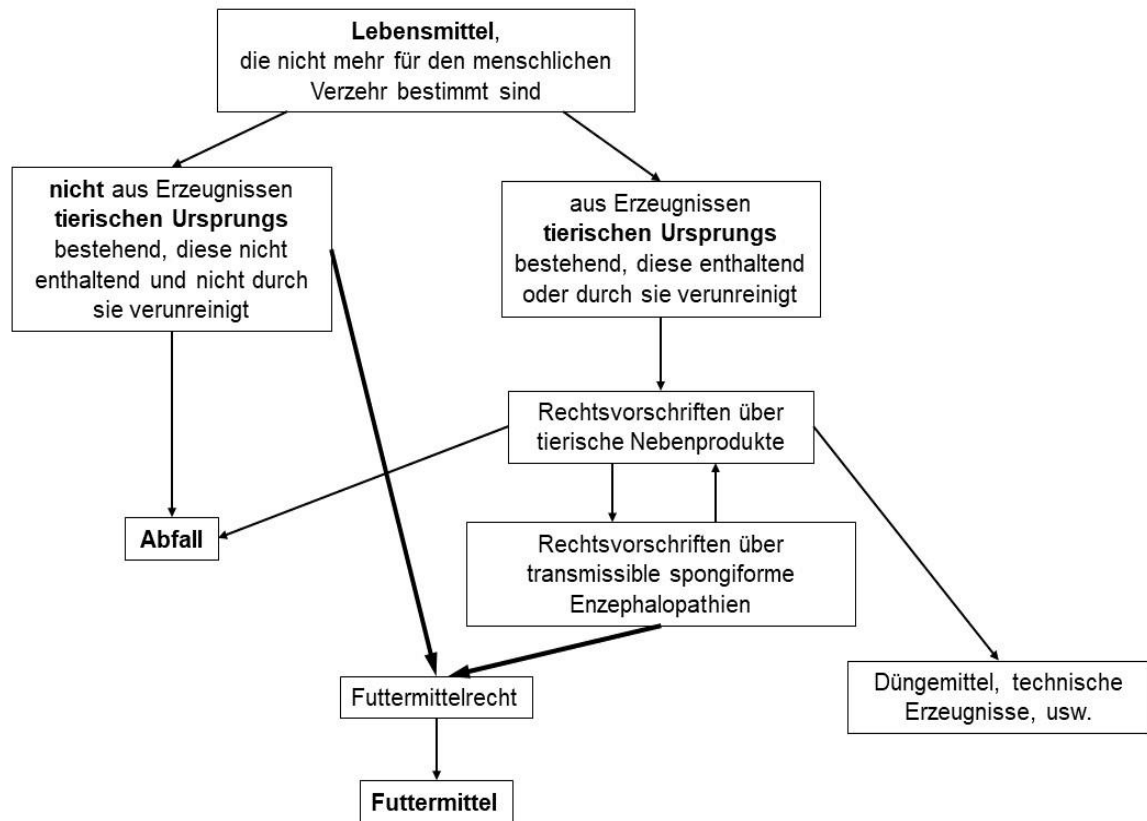 Lebensmittel,
die nicht mehr für den menschlichen
Verzehr bestimmt sind
nicht aus Erzeugnissen
tierischen Ursprungs
bestehend, diese nicht
enthaltend und nicht durch
sie verunreinigt
aus Erzeugnissen
tierischen Ursprungs
bestehend, diese enthaltend
oder durch sie verunreinigt
Rechtsvorschriften über
tierische Nebenprodukte
Abfall
Rechtsvorschriften über
transmissible spongiforme
Enzephalopathien
Futtermittelrecht
Düngemittel, technische
Erzeugnisse, usw.
Futtermittel